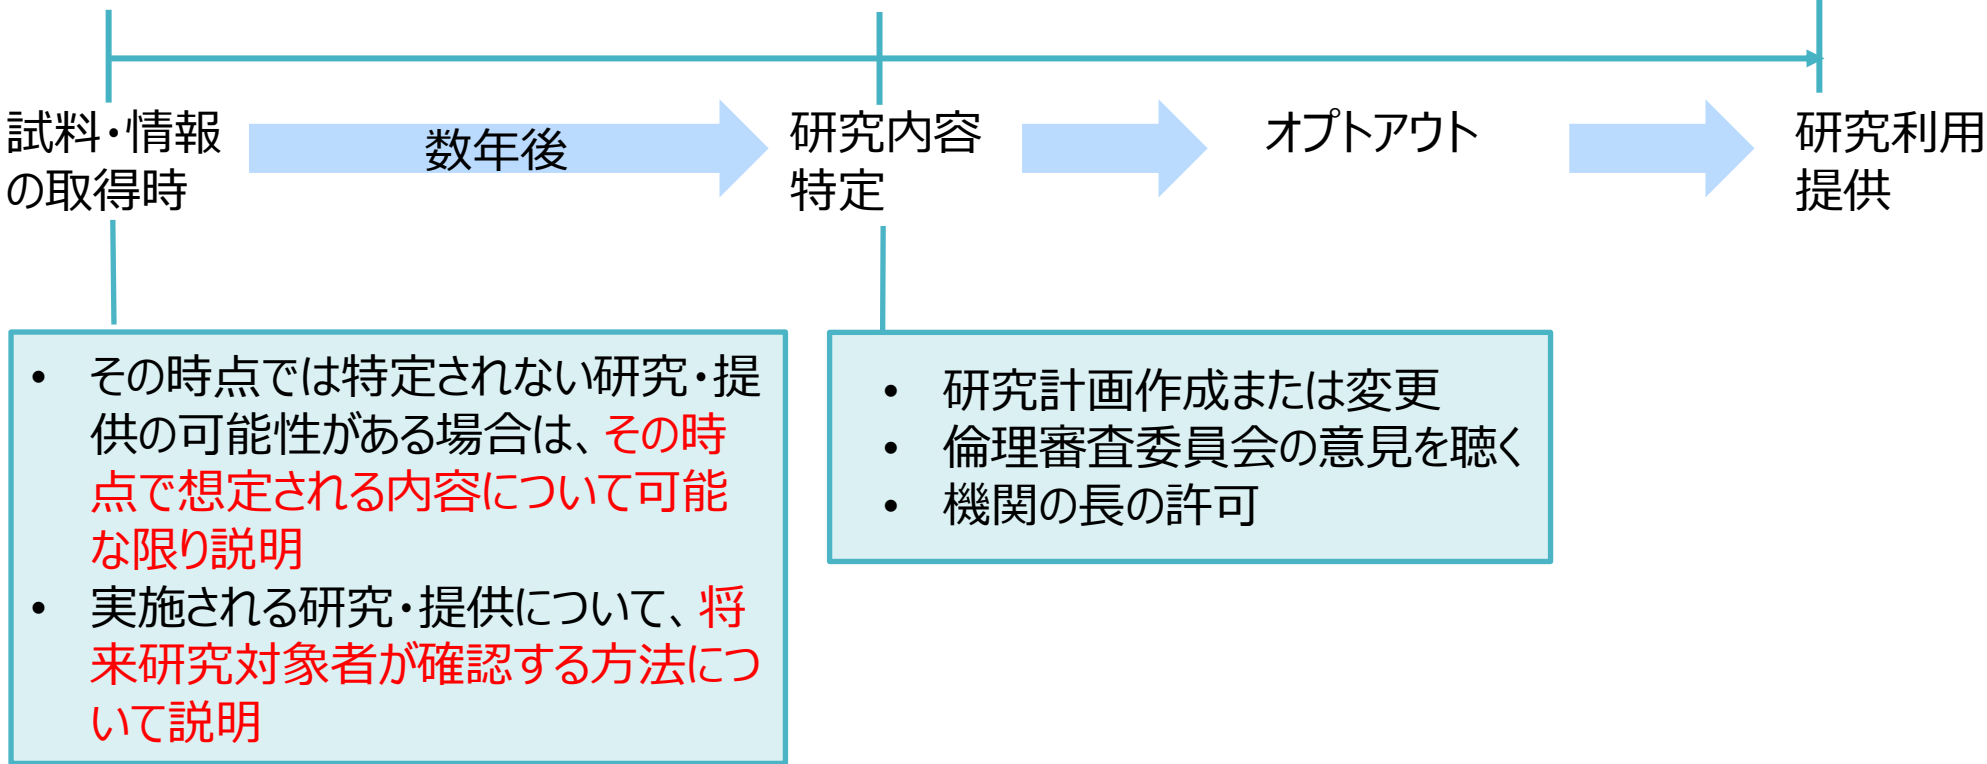 試料・情報
の取得時
数年後
研究内容
特定
オプトアウト
研究利用
提供
• その時点では特定されない研究・提
供の可能性がある場合は、その時
点で想定される内容について可能
な限り説明
• 実施される研究・提供について、将
来研究対象者が確認する方法につ
いて説明
• 研究計画作成または変更
• 倫理審査委員会の意見を聴く
• 機関の長の許可